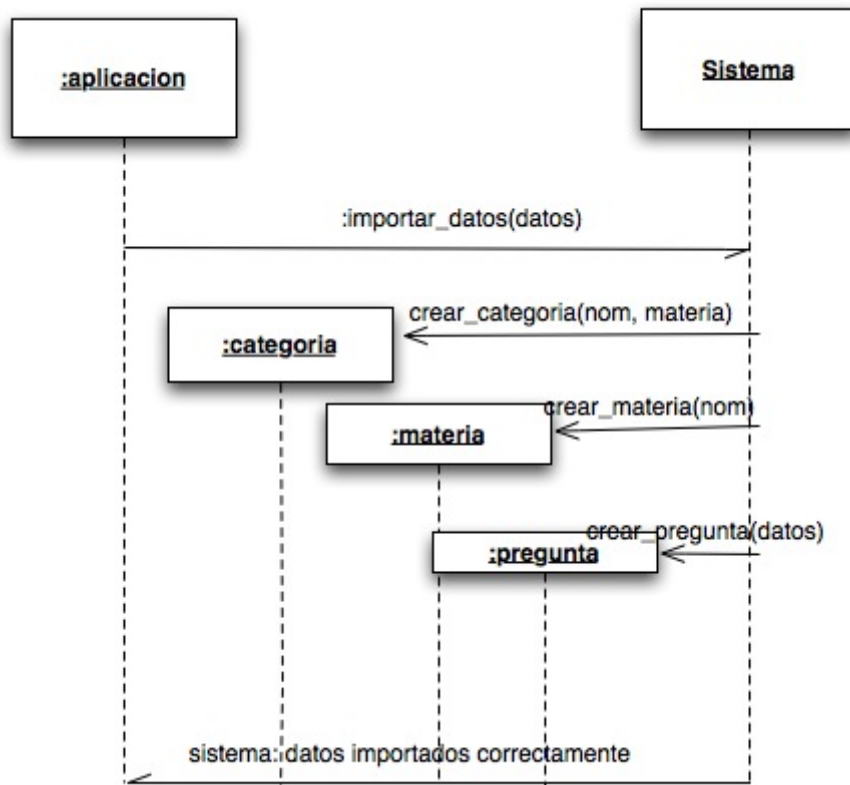 :aplicacion
Sistema
:importar_datos(datos)
crear_categoria(nom, materia)
:categoria
crear_materia(nom)
:materia
crear_pregunta(datos)
:pregunta
sistema: datos importados correctamente